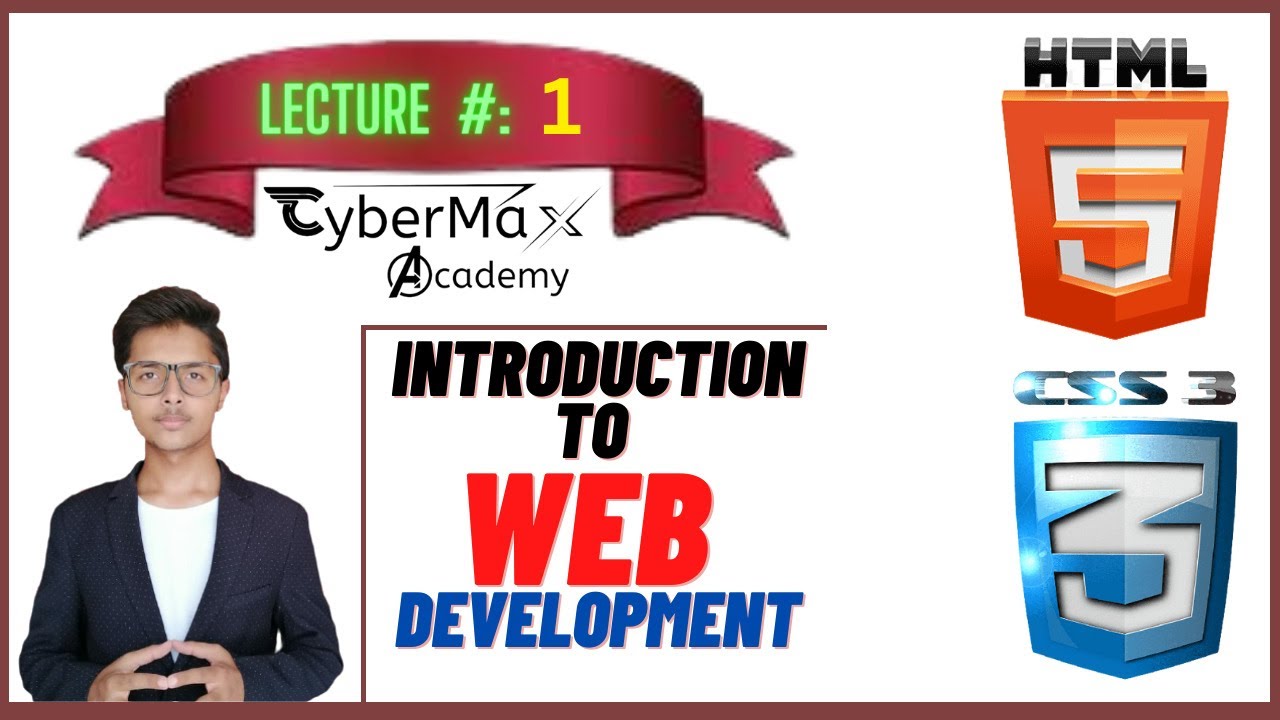 LECTURE #: 1
CyberMax
Academy
INTRODUCTION
TO
WEB
DEVELOPMENT
HTML
5
CSS 3
3